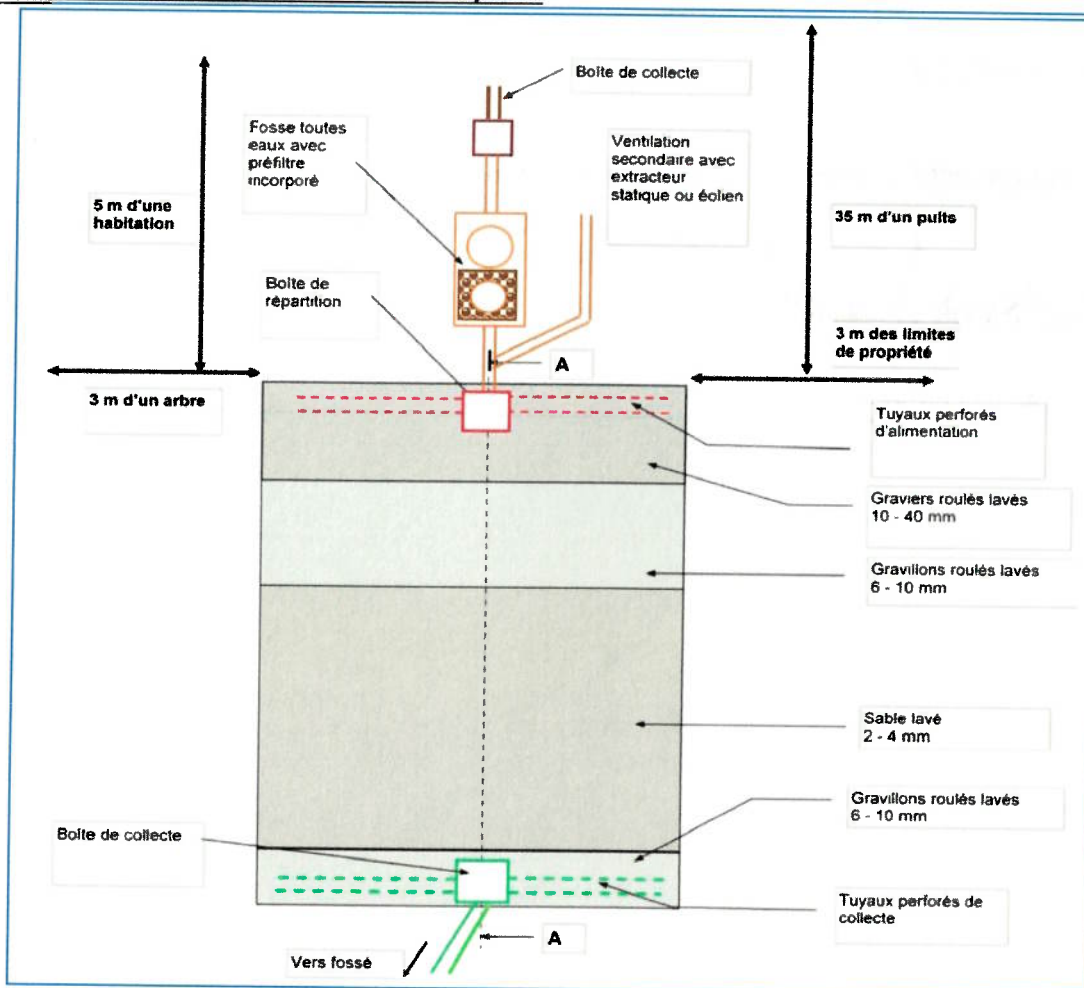 Boîte de collecte
Fosse toutes
eaux avec
préfiltre
incorporé
Ventilation
secondaire avec
extracteur
statique ou éolien
5 m d'une
habitation
35 m d'un puits
Boîte de
répartition
3 m des limites
de propriété
A
3 m d'un arbre
Tuyaux perforés
d'alimentation
Graviers roulés lavés
10 - 40 mm
Gravillons roulés lavés
6 - 10 mm
Sable lavé
2 - 4 mm
Gravillons roulés lavés
6 - 10 mm
Boîte de collecte
Tuyaux perforés de
collecte
A
Vers fossé